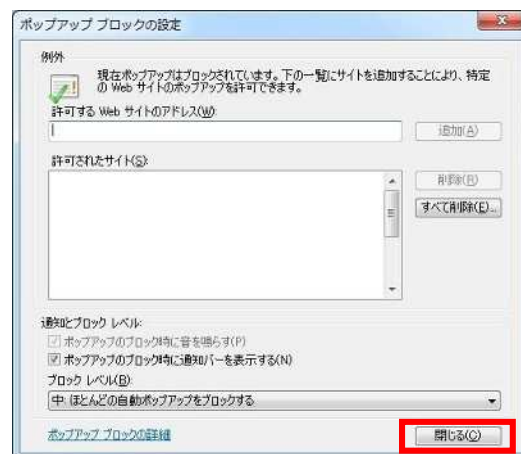 ポップアップ ブロックの設定
例外
現在ポップアップはブロックされています。下の一覧にサイトを追加することにより、特定
の Web サイトのポップアップを許可できます。
許可する Web サイトのアドレス(W):
追加(A)
許可されたサイト(S):
削除(R)
すべて削除(E)...
通知とブロック レベル:
ポップアップのブロック時に音を鳴らす(P)
ポップアップのブロック時に通知バーを表示する(N)
ブロック レベル(B):
中: ほとんどの自動ポップアップをブロックする
ポップアップ ブロックの詳細
閉じる(C)